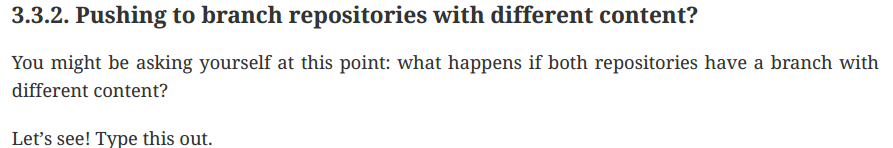 3.3.2. Pushing to branch repositories with different content?
You might be asking yourself at this point: what happens if both repositories have a branch with
different content?
Let’s see! Type this out.